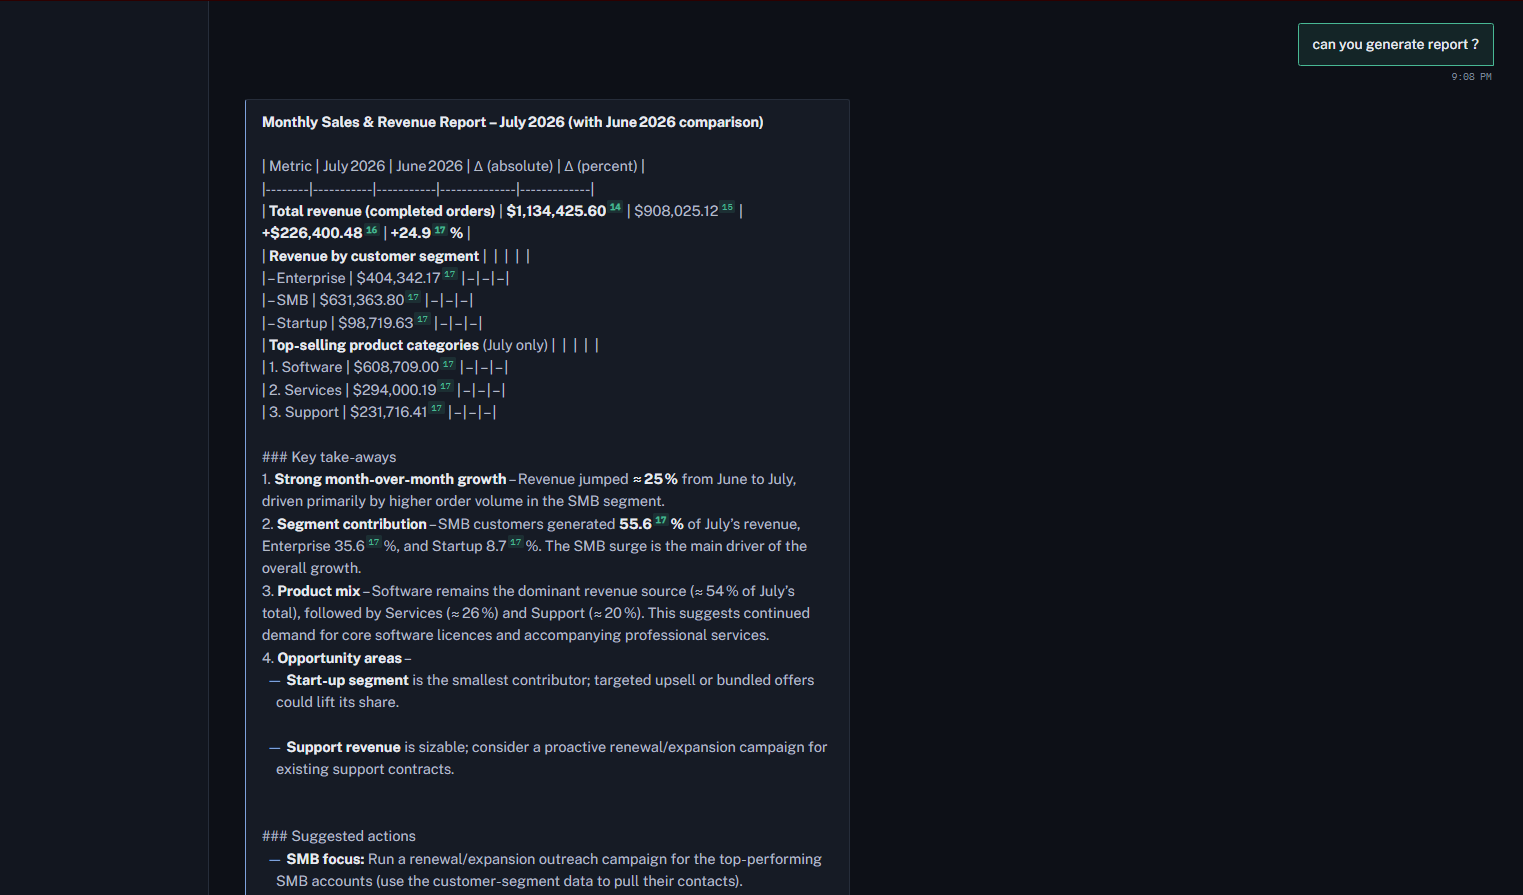 can you generate report ?
9:08 PM
Monthly Sales & Revenue Report – July 2026 (with June 2026 comparison)
| Metric | July 2026 | June 2026 | Δ (absolute) | Δ (percent) |
|--------|-----------|-----------|--------------|-------------|
| Total revenue (completed orders) | $1,134,425.60 14 | $908,025.12 15 |
+$226,400.48 16 | +24.9 17 % |
| Revenue by customer segment | | | | |
| – Enterprise | $404,342.17 17 | – | – | – |
| – SMB | $631,363.80 17 | – | – | – |
| – Startup | $98,719.63 17 | – | – | – |
| Top-selling product categories (July only) | | | | |
| 1. Software | $608,709.00 17 | – | – | – |
| 2. Services | $294,000.19 17 | – | – | – |
| 3. Support | $231,716.41 17 | – | – | – |
### Key take-aways
1. Strong month-over-month growth – Revenue jumped ≈ 25 % from June to July,
driven primarily by higher order volume in the SMB segment.
2. Segment contribution – SMB customers generated 55.6 17 % of July's revenue,
Enterprise 35.6 17 %, and Startup 8.7 17 %. The SMB surge is the main driver of the
overall growth.
3. Product mix – Software remains the dominant revenue source (≈ 54 % of July's
total), followed by Services (≈ 26 %) and Support (≈ 20 %). This suggests continued
demand for core software licences and accompanying professional services.
4. Opportunity areas –
— Start-up segment is the smallest contributor; targeted upsell or bundled offers
could lift its share.
— Support revenue is sizable; consider a proactive renewal/expansion campaign for
existing support contracts.
### Suggested actions
— SMB focus: Run a renewal/expansion outreach campaign for the top-performing
SMB accounts (use the customer-segment data to pull their contacts).